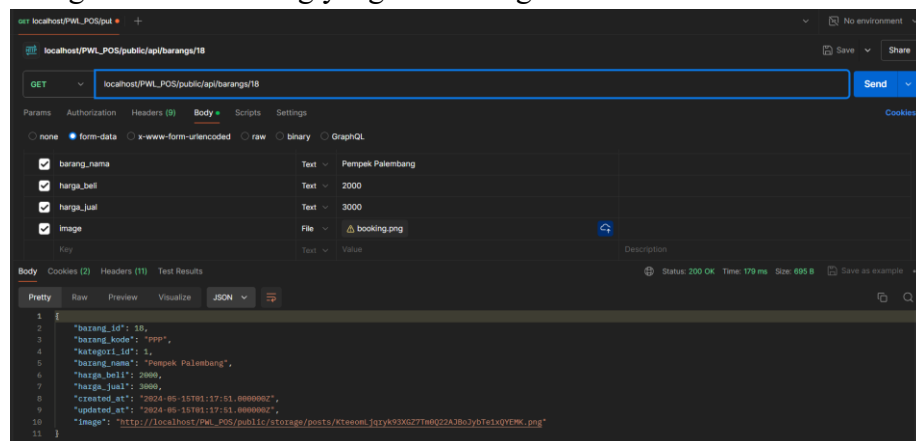 GET localhost/PWL_POS/put
No environment
localhost/PWL_POS/public/api/barangs/18
Save
Share
GET
localhost/PWL_POS/public/api/barangs/18
Send
Params Authorization Headers (9) Body Scripts Settings
Cookies
none form-data x-www-form-urlencoded raw binary GraphQL
barang_nama Text Pempek Palembang
harga_beli Text 2000
harga_jual Text 3000
image File booking.png
Key Text Value Description
Body Cookies (2) Headers (11) Test Results
Status: 200 OK Time: 179 ms Size: 695 B Save as example
Pretty Raw Preview Visualize JSON
1 {
2 "barang_id": 18,
3 "barang_kode": "PPP",
4 "kategori_id": 1,
5 "barang_nama": "Pempek Palembang",
6 "harga_beli": 2000,
7 "harga_jual": 3000,
8 "created_at": "2024-05-15T01:17:51.000000Z",
9 "updated_at": "2024-05-15T01:17:51.000000Z",
10 "image": "http://localhost/PWL_POS/public/storage/posts/
11 }